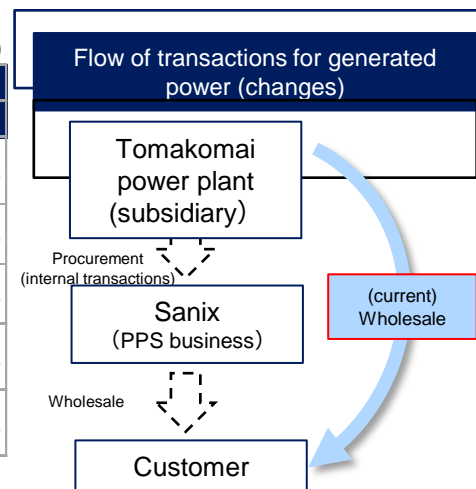 Flow of transactions for generated
power (changes)
Tomakomai
power plant
(subsidiary）
Procurement
(internal transactions)
Sanix
（PPS business）
(current)
Wholesale
Wholesale
Customer